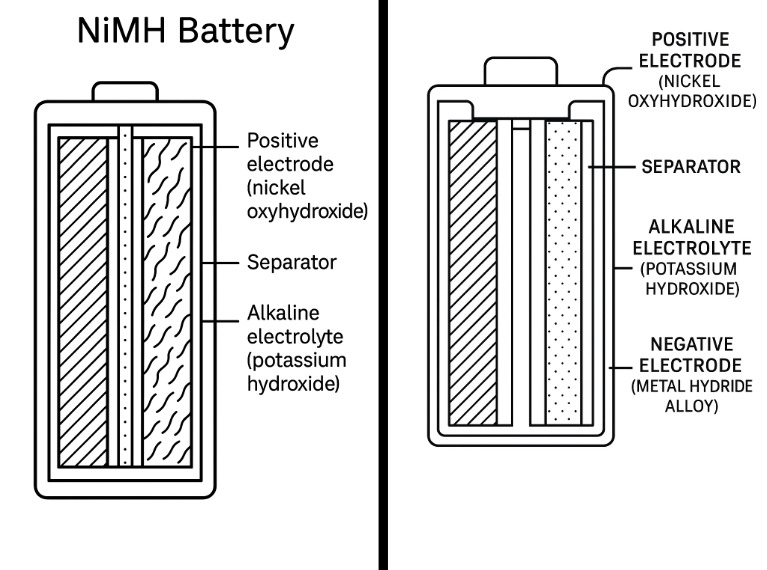 NiMH Battery
Positive
electrode
(nickel
oxyhydroxide)
Separator
Alkaline
electrolyte
(potassium
hydroxide)
POSITIVE
ELECTRODE
(NICKEL
OXYHYDROXIDE)
SEPARATOR
ALKALINE
ELECTROLYTE
(POTASSIUM
HYDROXIDE)
NEGATIVE
ELECTRODE
(METAL HYDRIDE
ALLOY)